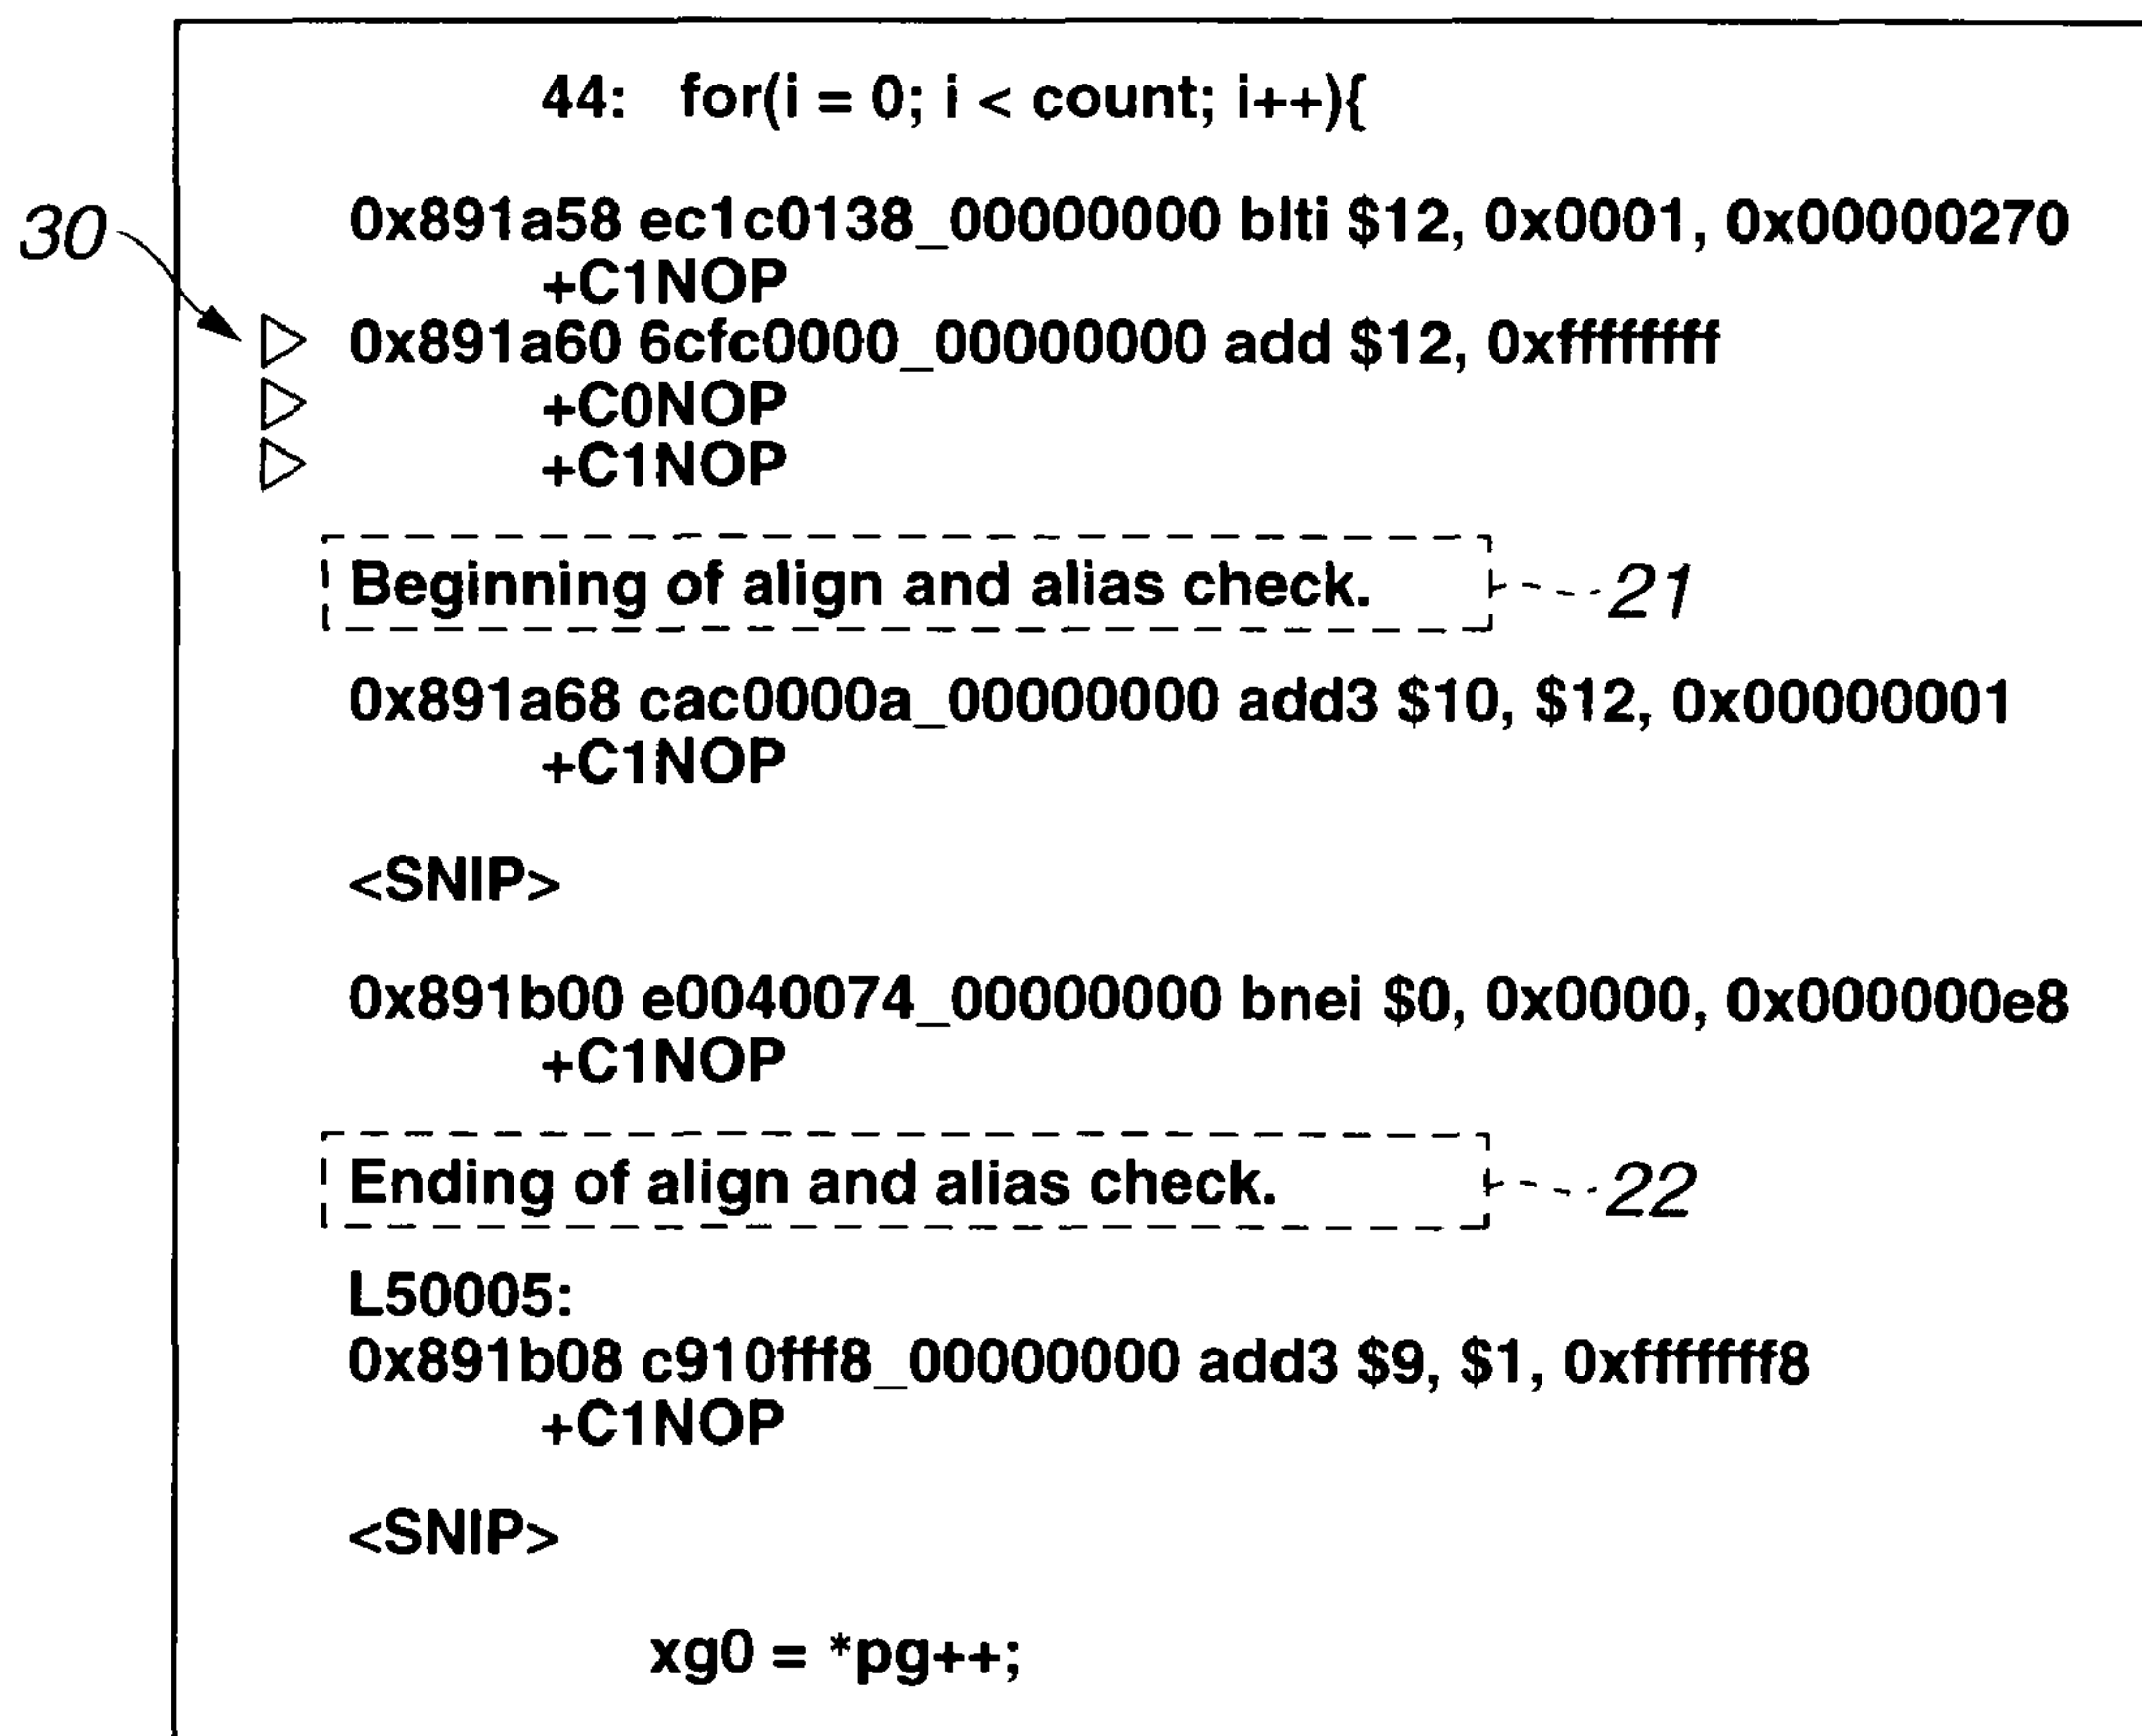 44: for(i = 0; i < count; i++){
0x891a58 ec1c0138_00000000 blti $12, 0x0001, 0x00000270
+C1NOP
30
0x891a60 6cfc0000_00000000 add $12, 0xffffffff
+C0NOP
+C1NOP
Beginning of align and alias check.
21
0x891a68 cac0000a_00000000 add3 $10, $12, 0x00000001
+C1NOP
<SNIP>
0x891b00 e0040074_00000000 bnei $0, 0x0000, 0x000000e8
+C1NOP
Ending of align and alias check.
22
L50005:
0x891b08 c910fff8_00000000 add3 $9, $1, 0xfffffff8
+C1NOP
<SNIP>
xg0 = *pg++;